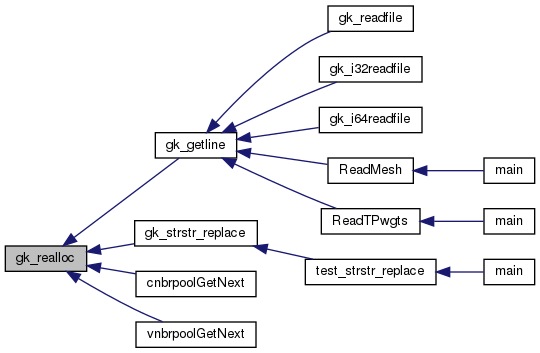 gk_readfile
gk_i32readfile
gk_i64readfile
gk_getline
ReadMesh
main
ReadTPwgts
main
gk_strstr_replace
gk_realloc
test_strstr_replace
main
cnbrpoolGetNext
vnbrpoolGetNext